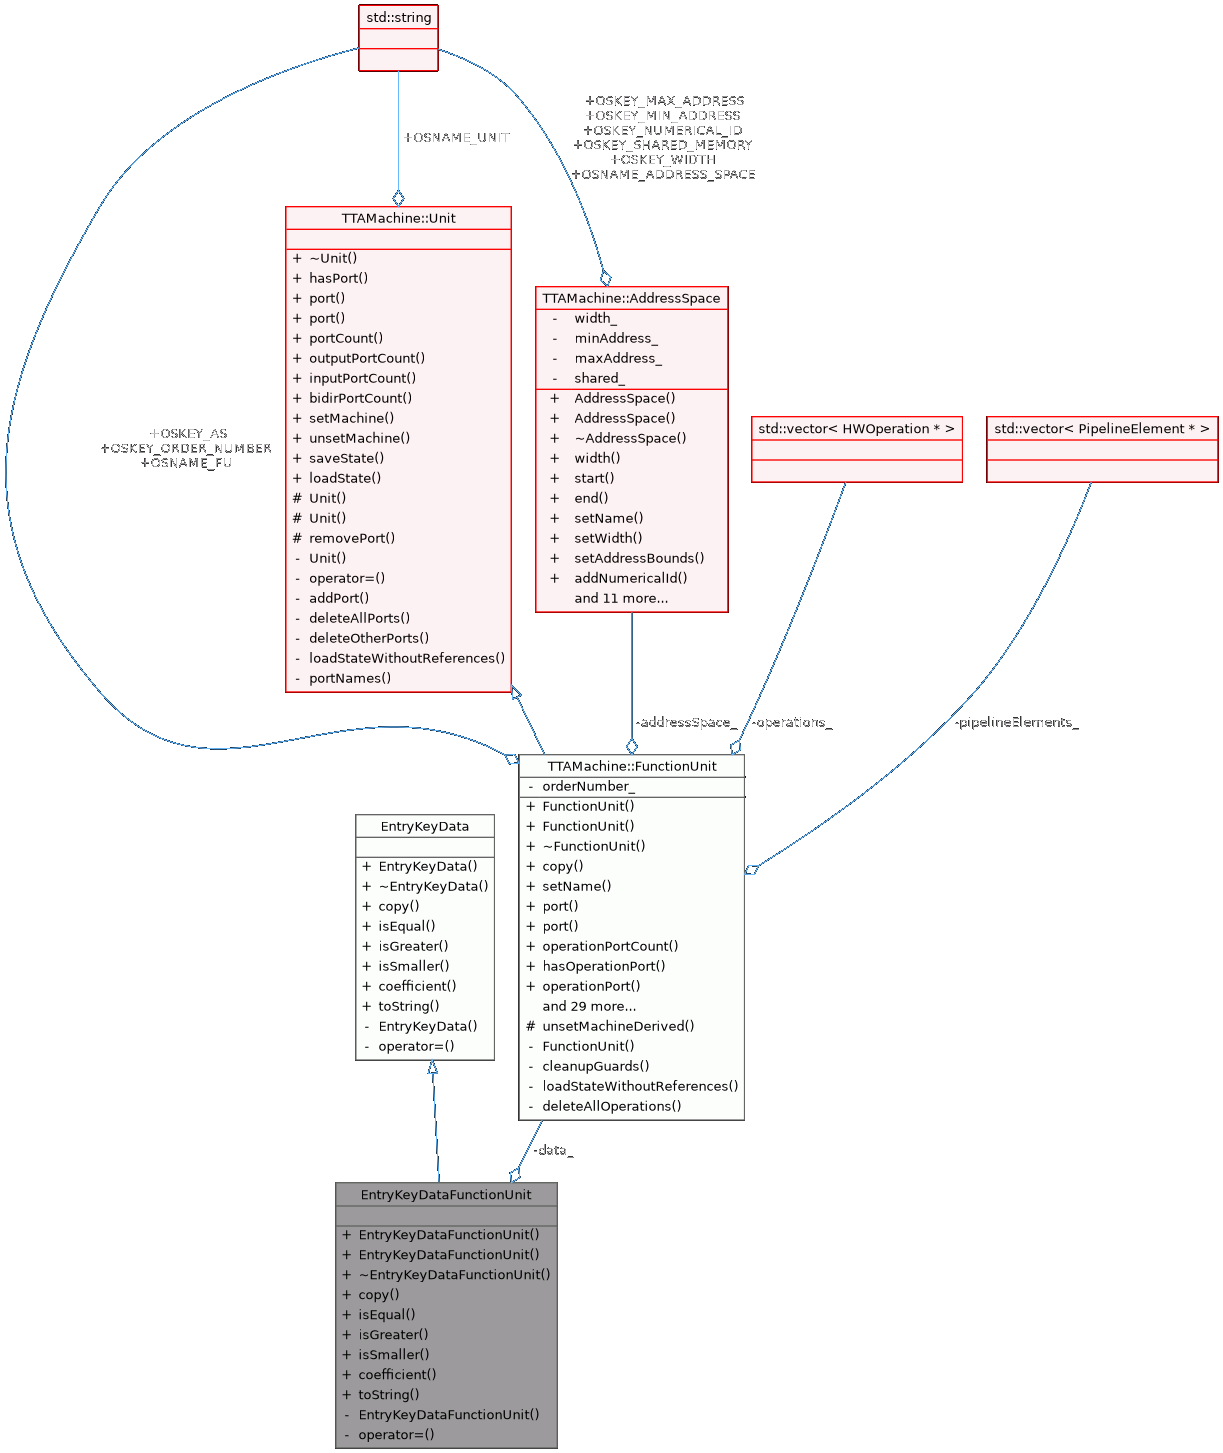 std::string
+OSKEY_MAX_ADDRESS
+OSKEY_MIN_ADDRESS
+OSKEY_NUMERICAL_ID
+OSKEY_SHARED_MEMORY
+OSKEY_WIDTH
+OSNAME_ADDRESS_SPACE
+OSNAME_UNIT
TTAMachine::Unit
+ ~Unit()
+ hasPort()
+ port()
+ port()
+ portCount()
+ outputPortCount()
+ inputPortCount()
+ bidirPortCount()
+ setMachine()
+ unsetMachine()
+ saveState()
+ loadState()
# Unit()
# Unit()
# removePort()
- Unit()
- operator=()
- addPort()
- deleteAllPorts()
- deleteOtherPorts()
- loadStateWithoutReferences()
- portNames()
TTAMachine::AddressSpace
- width_
- minAddress_
- maxAddress_
- shared_
+ AddressSpace()
+ AddressSpace()
+ ~AddressSpace()
+ width()
+ start()
+ end()
+ setName()
+ setWidth()
+ setAddressBounds()
+ addNumericalId()
and 11 more...
std::vector< HWOperation * >
std::vector< PipelineElement * >
+OSKEY_AS
+OSKEY_ORDER_NUMBER
+OSNAME_FU
-addressSpace_
-operations_
-pipelineElements_
TTAMachine::FunctionUnit
- orderNumber_
+ FunctionUnit()
+ FunctionUnit()
+ ~FunctionUnit()
+ copy()
+ setName()
+ port()
+ port()
+ operationPortCount()
+ hasOperationPort()
+ operationPort()
and 29 more...
# unsetMachineDerived()
- FunctionUnit()
- cleanupGuards()
- loadStateWithoutReferences()
- deleteAllOperations()
EntryKeyData
+ EntryKeyData()
+ ~EntryKeyData()
+ copy()
+ isEqual()
+ isGreater()
+ isSmaller()
+ coefficient()
+ toString()
- EntryKeyData()
- operator=()
-data_
EntryKeyDataFunctionUnit
+ EntryKeyDataFunctionUnit()
+ EntryKeyDataFunctionUnit()
+ ~EntryKeyDataFunctionUnit()
+ copy()
+ isEqual()
+ isGreater()
+ isSmaller()
+ coefficient()
+ toString()
- EntryKeyDataFunctionUnit()
- operator=()